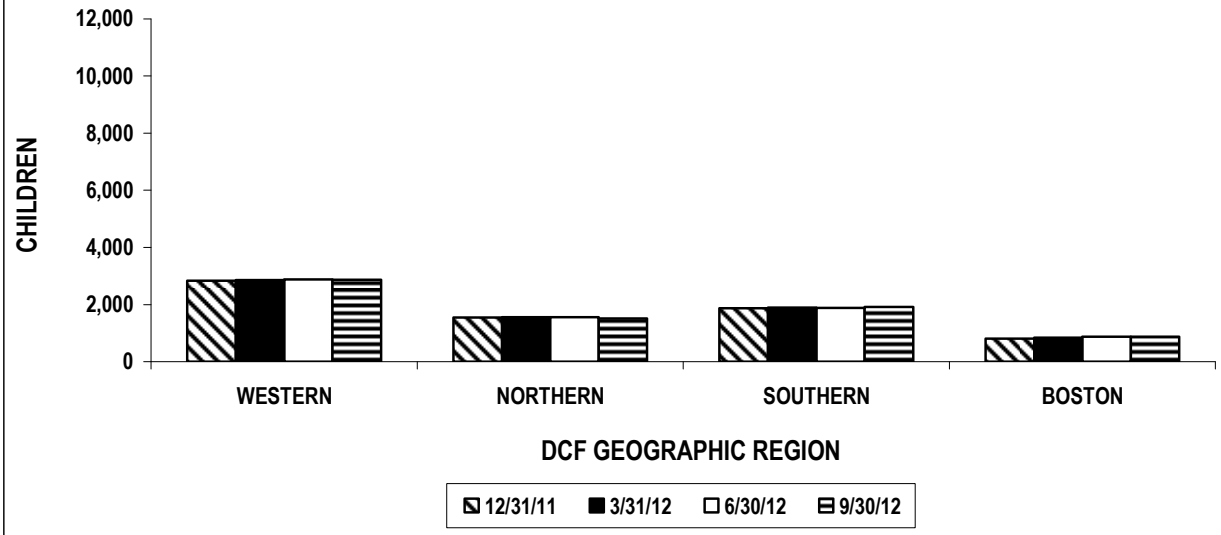 12,000
10,000
8,000
6,000
4,000
2,000
0
CHILDREN
WESTERN NORTHERN SOUTHERN BOSTON
DCF GEOGRAPHIC REGION
12/31/11 3/31/12 6/30/12 9/30/12